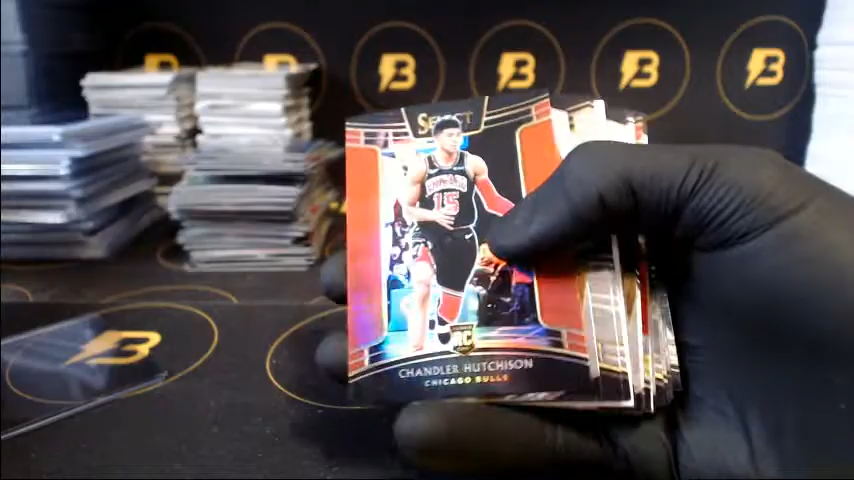 B B B B B
SELECT
CHICAGO
15
RC
CHANDLER HUTCHISON
CHICAGO BULLS
B